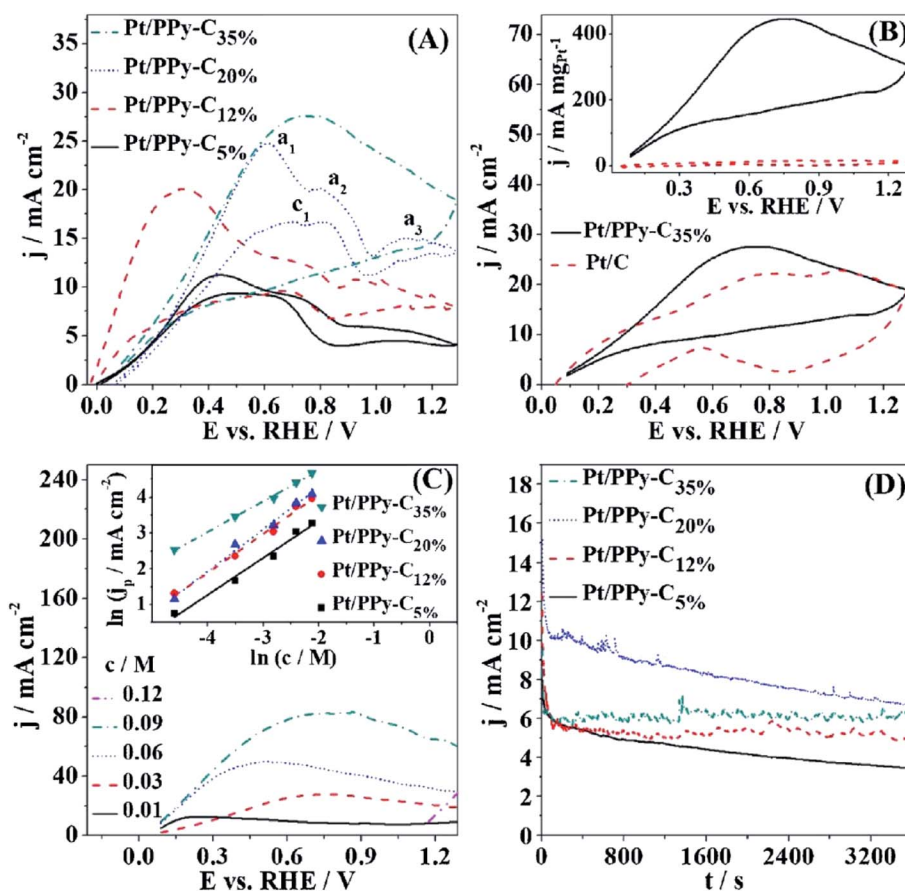 (A)
Pt/PPy-C35%
Pt/PPy-C20%
Pt/PPy-C12%
Pt/PPy-C5%
a1
a2
c1
a3
35
30
25
20
15
10
5
0
j / mA cm-2
0.0 0.2 0.4 0.6 0.8 1.0 1.2
E vs. RHE / V
(B)
70
60
50
40
30
20
10
0
j / mA cm-2
400
200
0
j / mA mgPt-1
0.3 0.6 0.9 1.2
E vs. RHE / V
Pt/PPy-C35%
Pt/C
0.0 0.2 0.4 0.6 0.8 1.0 1.2
E vs. RHE / V
(C)
240
200
160
120
80
40
0
j / mA cm-2
4
3
2
1
ln (jp / mA cm-2)
Pt/PPy-C35%
Pt/PPy-C20%
Pt/PPy-C12%
Pt/PPy-C5%
-4 -3 -2 -1 0
ln (c / M)
c / M
0.12
0.09
0.06
0.03
0.01
0.0 0.3 0.6 0.9 1.2
E vs. RHE / V
(D)
Pt/PPy-C35%
Pt/PPy-C20%
Pt/PPy-C12%
Pt/PPy-C5%
18
16
14
12
10
8
6
4
2
0
j / mA cm-2
0 800 1600 2400 3200
t / s